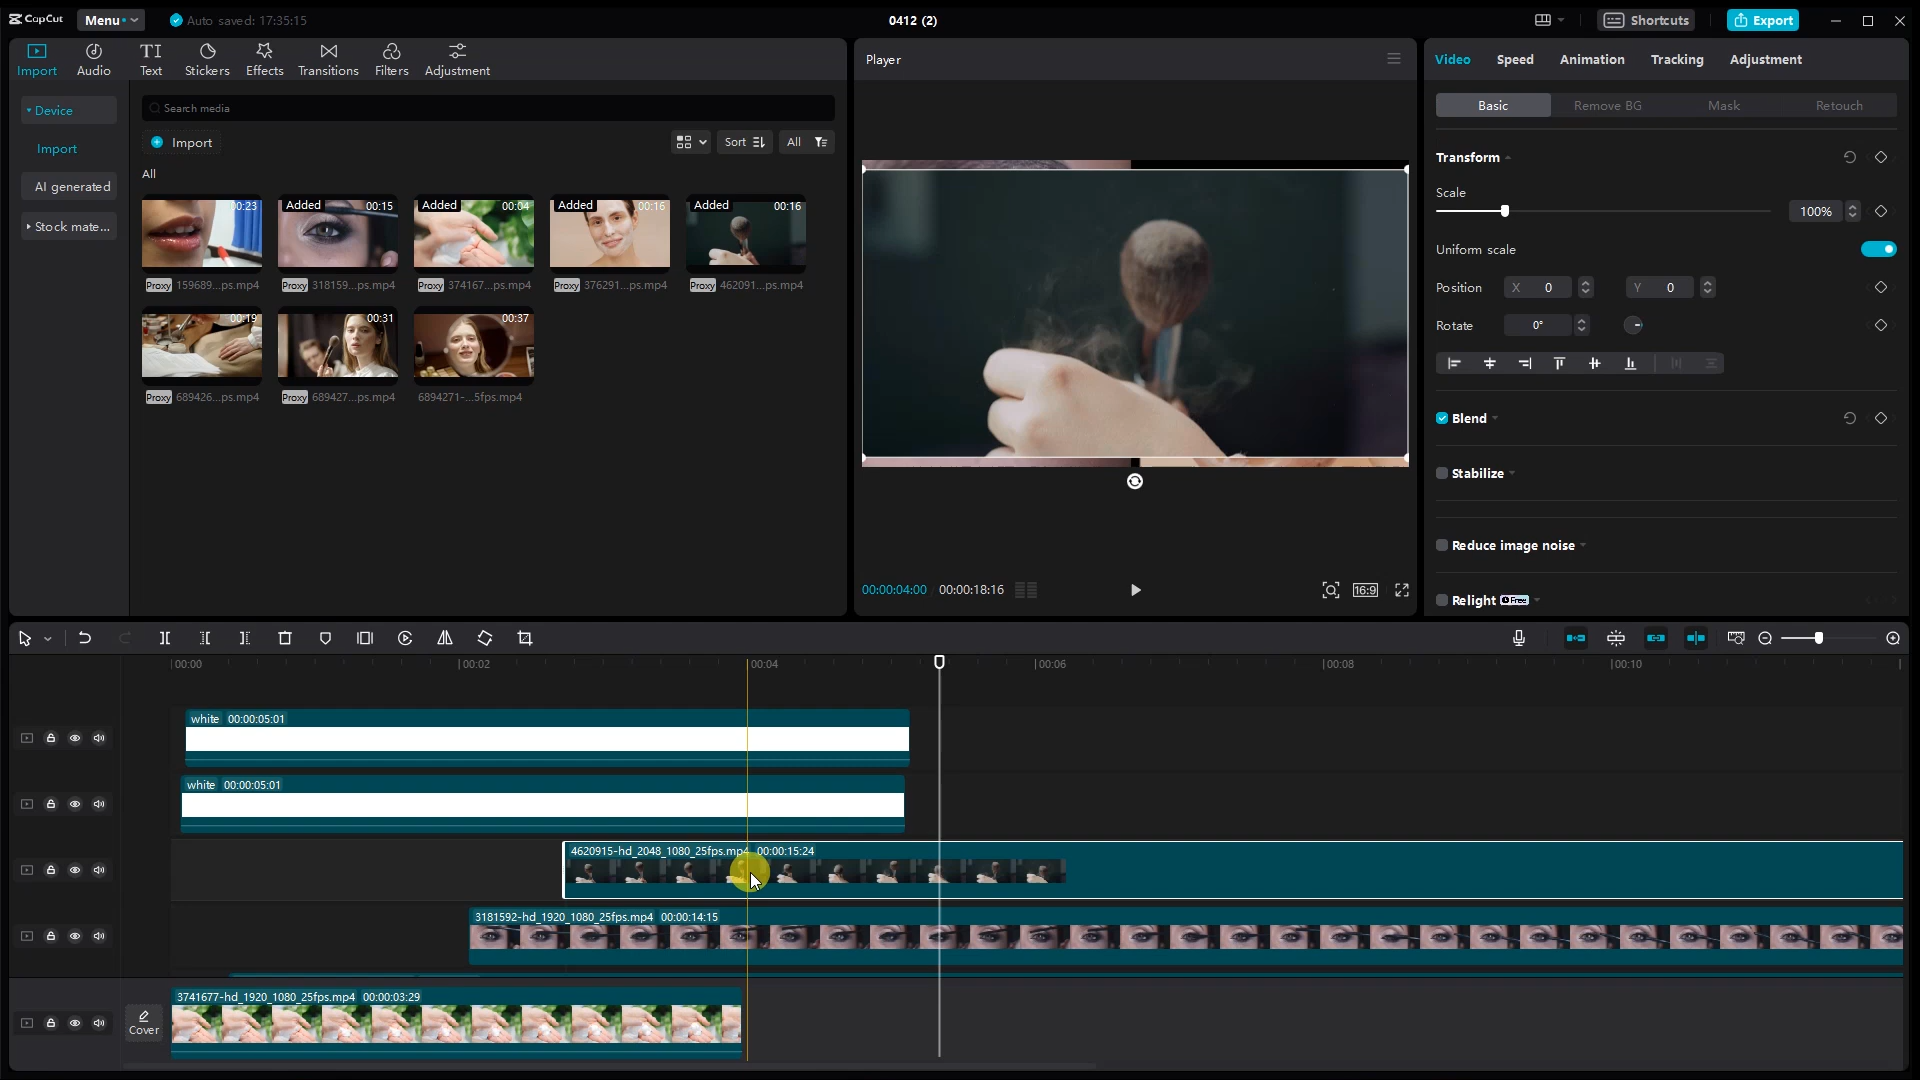 CapCut
Menu
Auto saved: 17:35:15
0412 (2)
Shortcuts
Export
Import
Audio
Text
Stickers
Effects
Transitions
Filters
Adjustment
Device
Import
AI generated
Stock mate...
Search media
Import
Sort
All
All
00:23
Added 00:15
Added 00:04
Added 00:16
Added 00:16
Proxy 159689...ps.mp4
Proxy 318159...ps.mp4
Proxy 374167...ps.mp4
Proxy 376291...ps.mp4
Proxy 462091...ps.mp4
00:19
00:31
00:37
Proxy 689426...ps.mp4
Proxy 689427...ps.mp4
6894271-...5fps.mp4
Player
00:00:04:00 00:00:18:16
16:9
Video
Speed
Animation
Tracking
Adjustment
Basic
Remove BG
Mask
Retouch
Transform
Scale
100%
Uniform scale
Position X 0 Y 0
Rotate 0°
Blend
Stabilize
Reduce image noise
Relight Free
00:00
00:02
00:04
00:06
00:08
00:10
white 00:00:05:01
white 00:00:05:01
4620915-hd_2048_1080_25fps.mp4 00:00:15:24
3181592-hd_1920_1080_25fps.mp4 00:00:14:15
3741677-hd_1920_1080_25fps.mp4 00:00:03:29
Cover